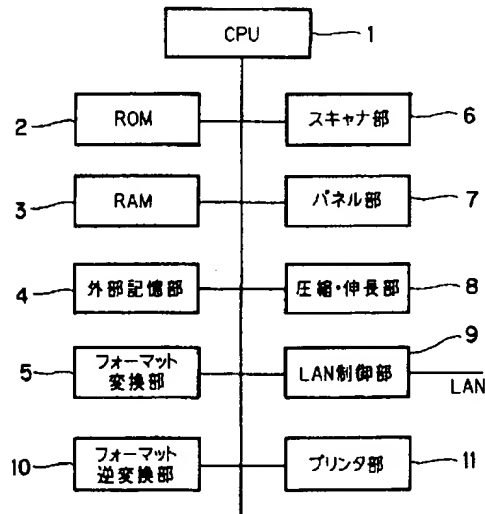 CPU
1
2
ROM
スキャナ部
6
3
RAM
パネル部
7
4
外部記憶部
圧縮・伸長部
8
5
フォーマット
変換部
LAN制御部
9
LAN
10
フォーマット
逆変換部
プリンタ部
11